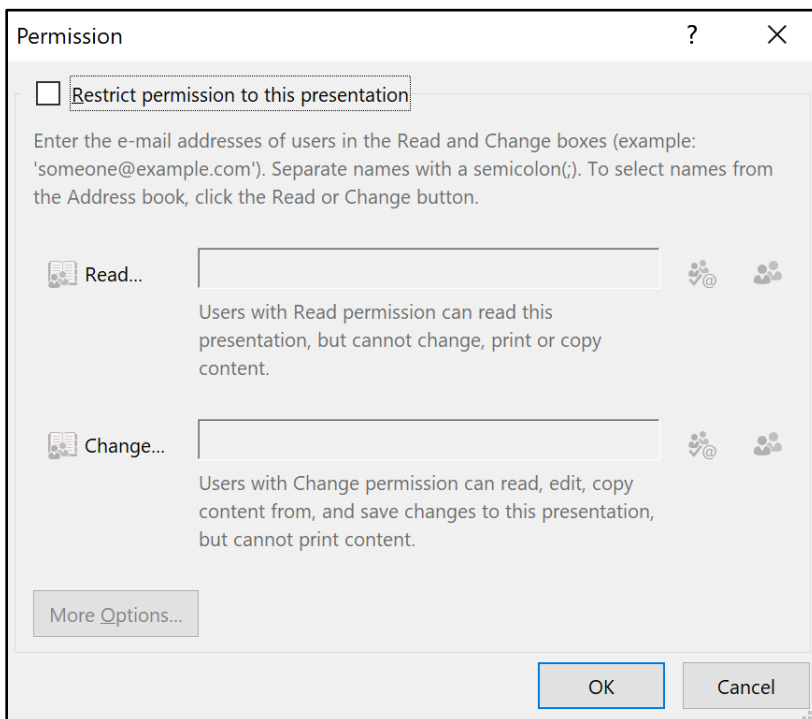 Permission
?
Restrict permission to this presentation
Enter the e-mail addresses of users in the Read and Change boxes (example:
'someone@example.com'). Separate names with a semicolon(;). To select names from
the Address book, click the Read or Change button.
Read...
Users with Read permission can read this
presentation, but cannot change, print or copy
content.
Change...
Users with Change permission can read, edit, copy
content from, and save changes to this presentation,
but cannot print content.
More Options...
OK Cancel